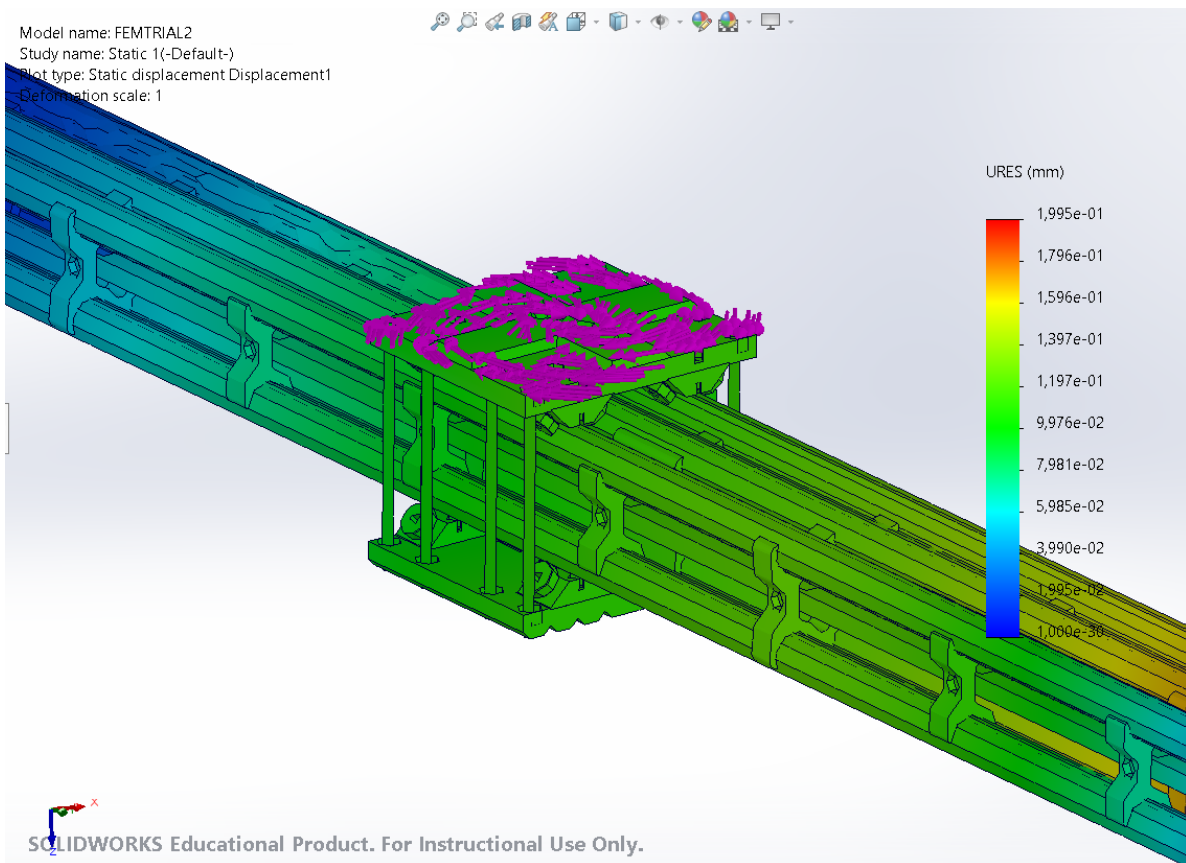 Model name: FEMTRIAL2
Study name: Static 1(-Default-)
Plot type: Static displacement Displacement1
Deformation scale: 1
URES (mm)
1,995e-01
1,796e-01
1,596e-01
1,397e-01
1,197e-01
9,976e-02
7,981e-02
5,985e-02
3,990e-02
1,995e-02
1,000e-30
X
Z
SOLIDWORKS Educational Product. For Instructional Use Only.